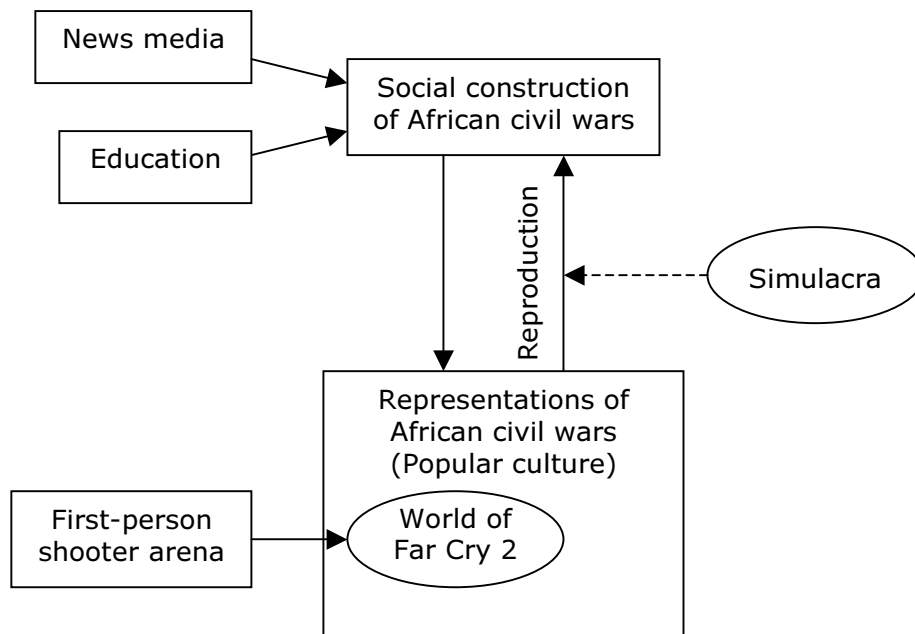 News media
Social construction
of African civil wars
Education
Reproduction
Simulacra
Representations of
African civil wars
(Popular culture)
First-person
shooter arena
World of
Far Cry 2